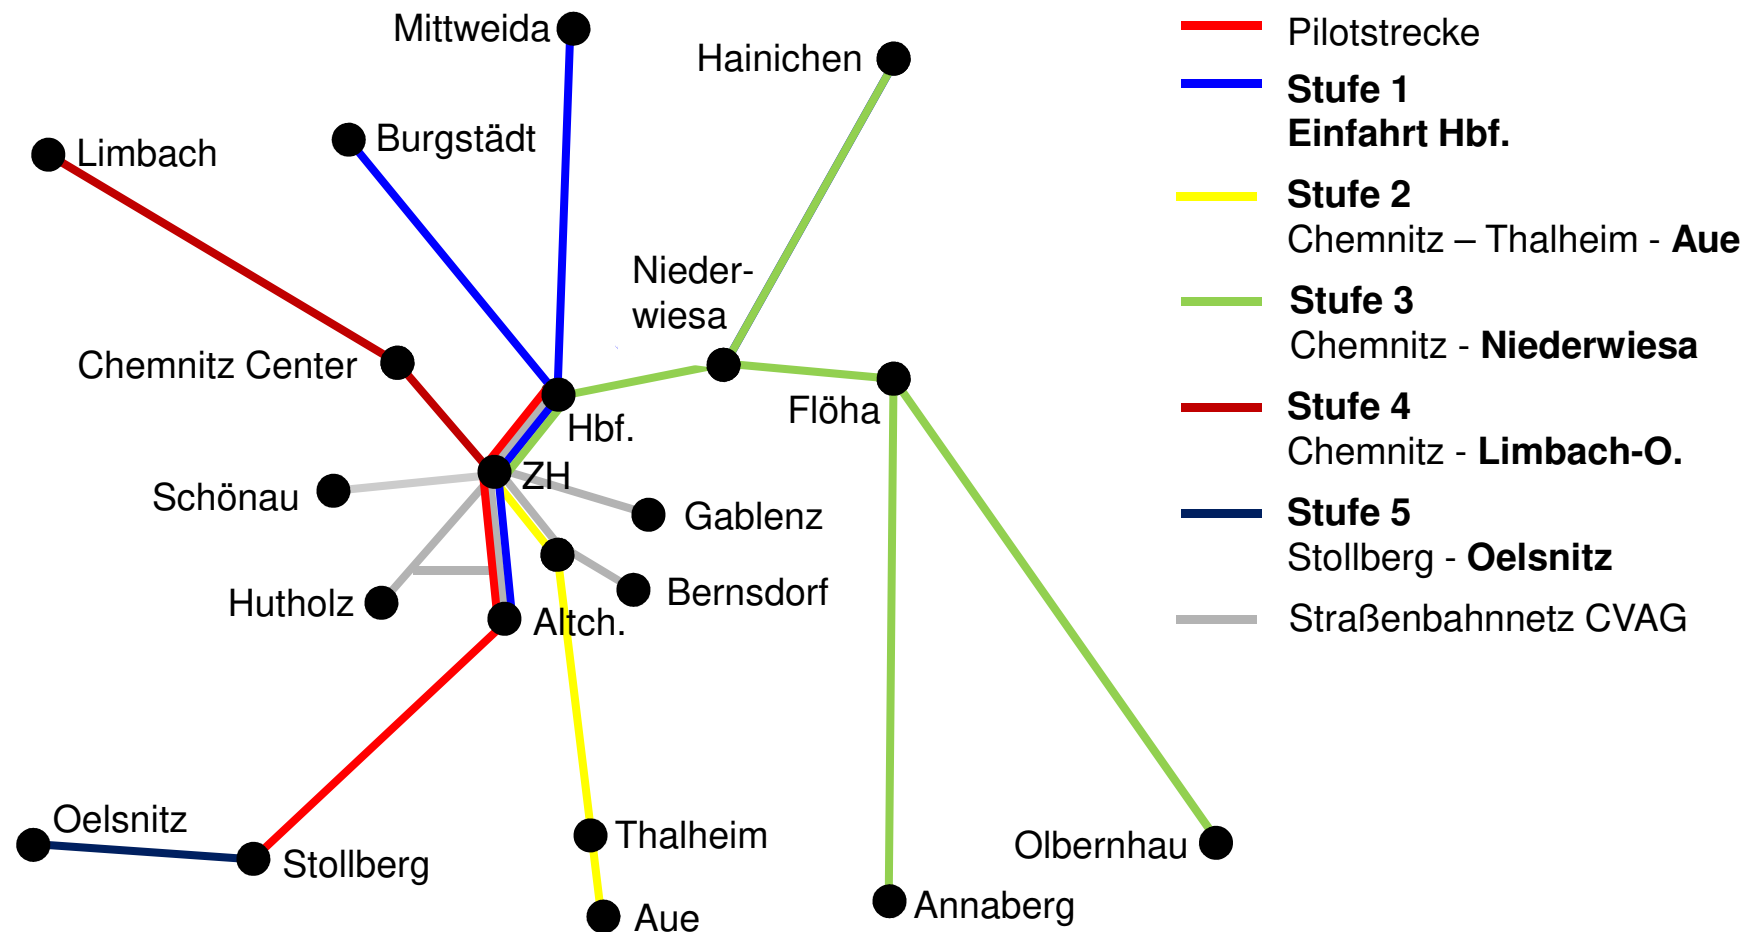 Mittweida
Hainichen
Burgstädt
Limbach
Nieder-
wiesa
Chemnitz Center
Flöha
Hbf.
ZH
Schönau
Gablenz
Hutholz
Bernsdorf
Altch.
Oelsnitz
Stollberg
Thalheim
Olbernhau
Annaberg
Aue
Pilotstrecke
Stufe 1
Einfahrt Hbf.
Stufe 2
Chemnitz – Thalheim - Aue
Stufe 3
Chemnitz - Niederwiesa
Stufe 4
Chemnitz - Limbach-O.
Stufe 5
Stollberg - Oelsnitz
Straßenbahnnetz CVAG